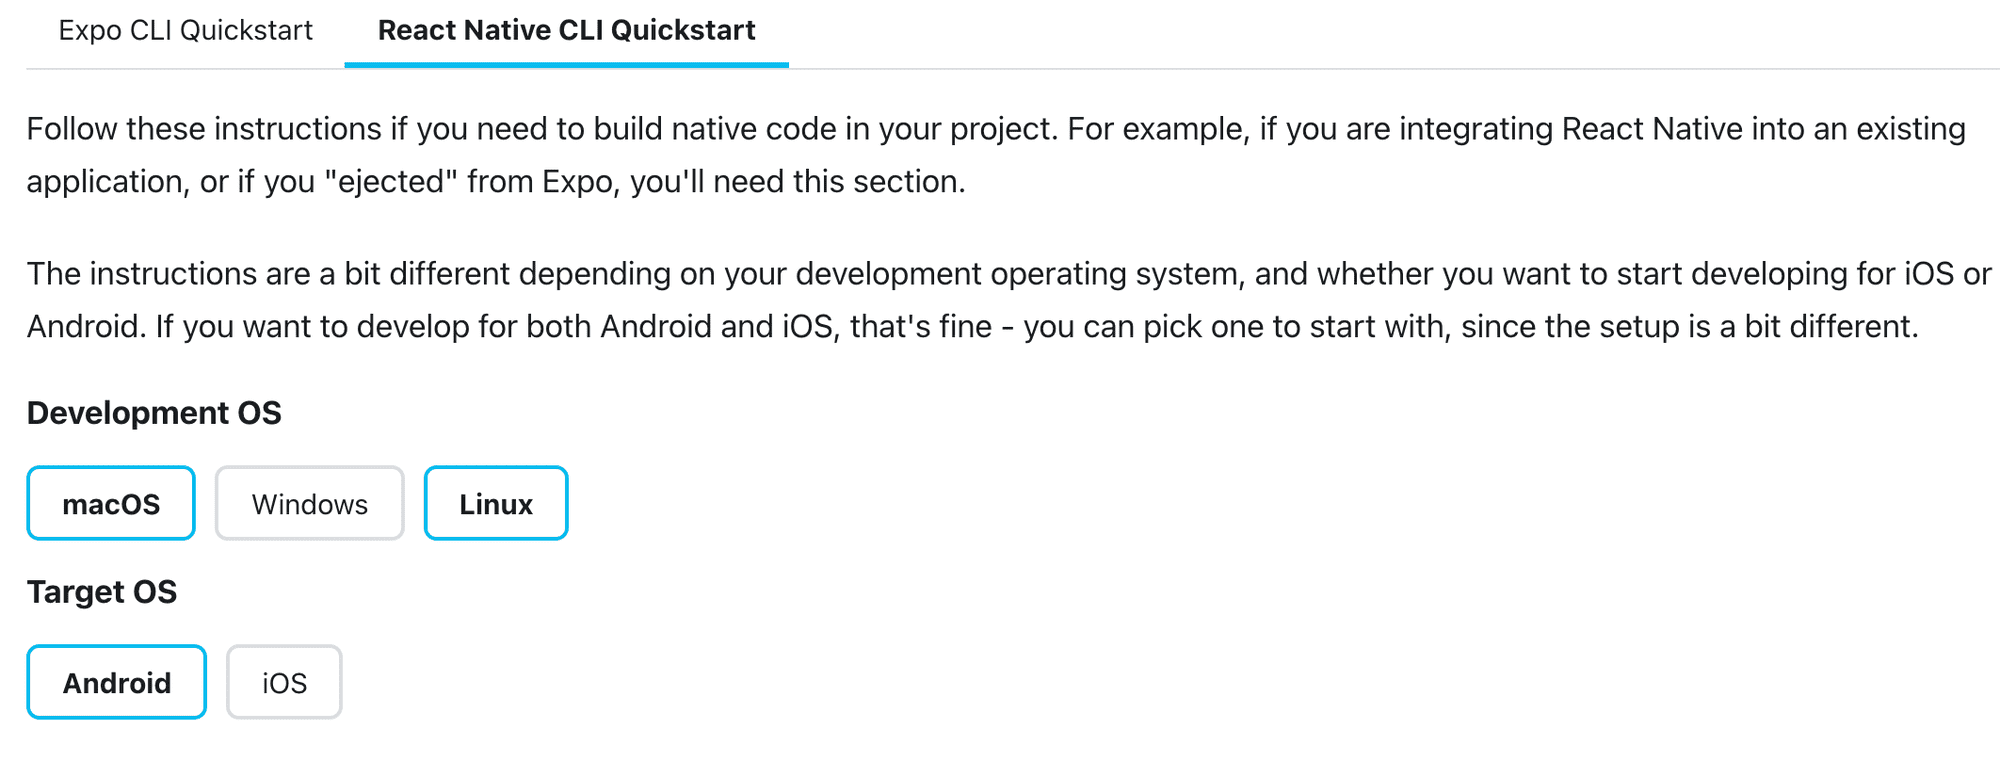 Expo CLI Quickstart React Native CLI Quickstart
Follow these instructions if you need to build native code in your project. For example, if you are integrating React Native into an existing
application, or if you "ejected" from Expo, you'll need this section.
The instructions are a bit different depending on your development operating system, and whether you want to start developing for iOS or
Android. If you want to develop for both Android and iOS, that's fine - you can pick one to start with, since the setup is a bit different.
Development OS
macOS Windows Linux
Target OS
Android iOS